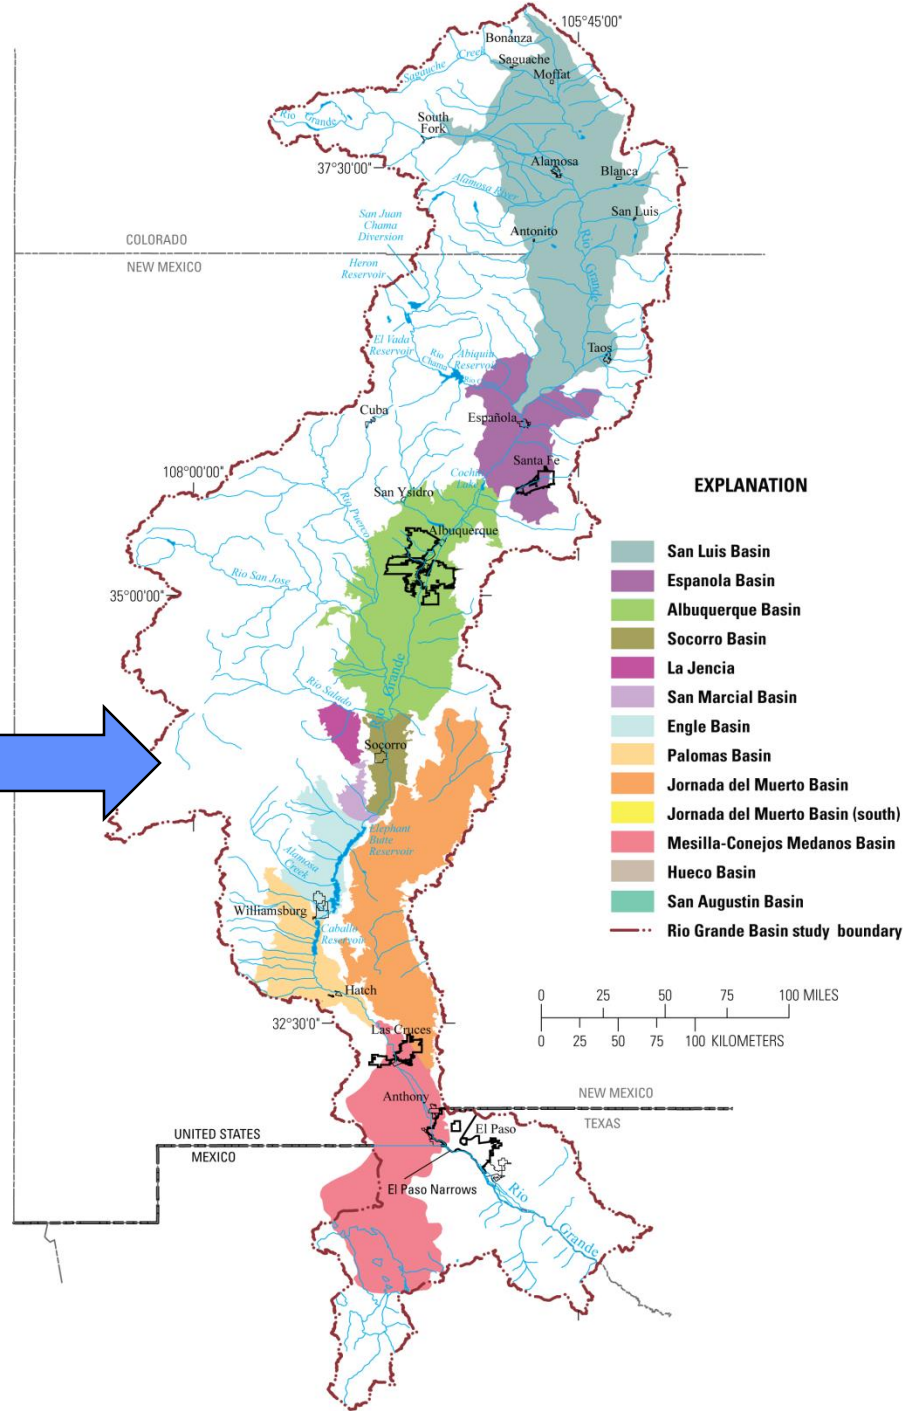 105°45'00"
Bonanza
Saguache
Creek
Saguache
Moffat
Rio Grande
South
Fork
37°30'00"
Alamosa
Blanca
Alamosa River
San Luis
San Juan
Chama
Diversion
Antonito
Rio Grande
COLORADO
NEW MEXICO
Heron
Reservoir
El Vada
Reservoir
Rio
Chama
Abiquiu
Reservoir
Taos
Cuba
Española
Santa Fe
108°00'00"
San Ysidro
Cochiti
Lake
Rio Puerco
Albuquerque
Rio San Jose
35°00'00"
Rio Salado
Rio Grande
Socorro
Elephant
Butte
Reservoir
Alamosa
Creek
Williamsburg
Caballo
Reservoir
Hatch
32°30'0"
Las Cruces
Anthony
NEW MEXICO
TEXAS
El Paso
UNITED STATES
MEXICO
El Paso Narrows
Rio
Grande
EXPLANATION
San Luis Basin
Espanola Basin
Albuquerque Basin
Socorro Basin
La Jencia
San Marcial Basin
Engle Basin
Palomas Basin
Jornada del Muerto Basin
Jornada del Muerto Basin (south)
Mesilla-Conejos Medanos Basin
Hueco Basin
San Augustin Basin
Rio Grande Basin study boundary
0 25 50 75 100 MILES
0 25 50 75 100 KILOMETERS